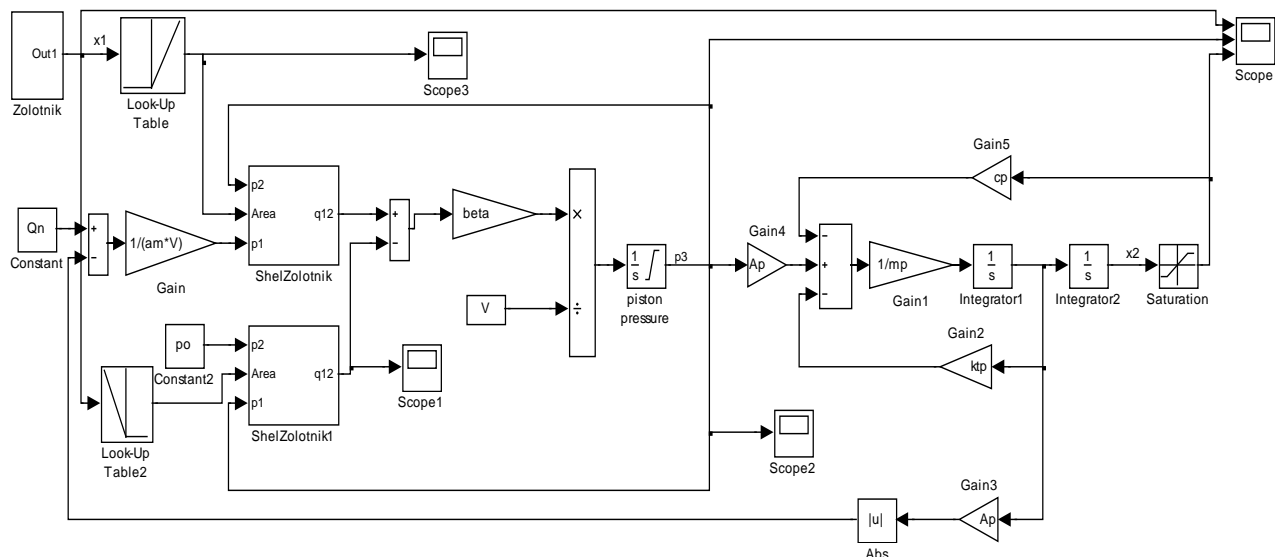 Out1
Zolotnik
x1
Look-Up
Table
Scope3
Scope
Qn
Constant
+
−
1/(am*V)
Gain
p2
Area
p1
q12
ShelZolotnik
+
−
beta
×
÷
V
1
s
piston
pressure
p3
Gain4
Ap
Gain5
cp
−
+
−
1/mp
Gain1
1
s
Integrator1
1
s
Integrator2
x2
Saturation
Gain2
ktp
po
Constant2
p2
Area
p1
q12
ShelZolotnik1
Scope1
Look-Up
Table2
Scope2
Gain3
Ap
|u|
Abs